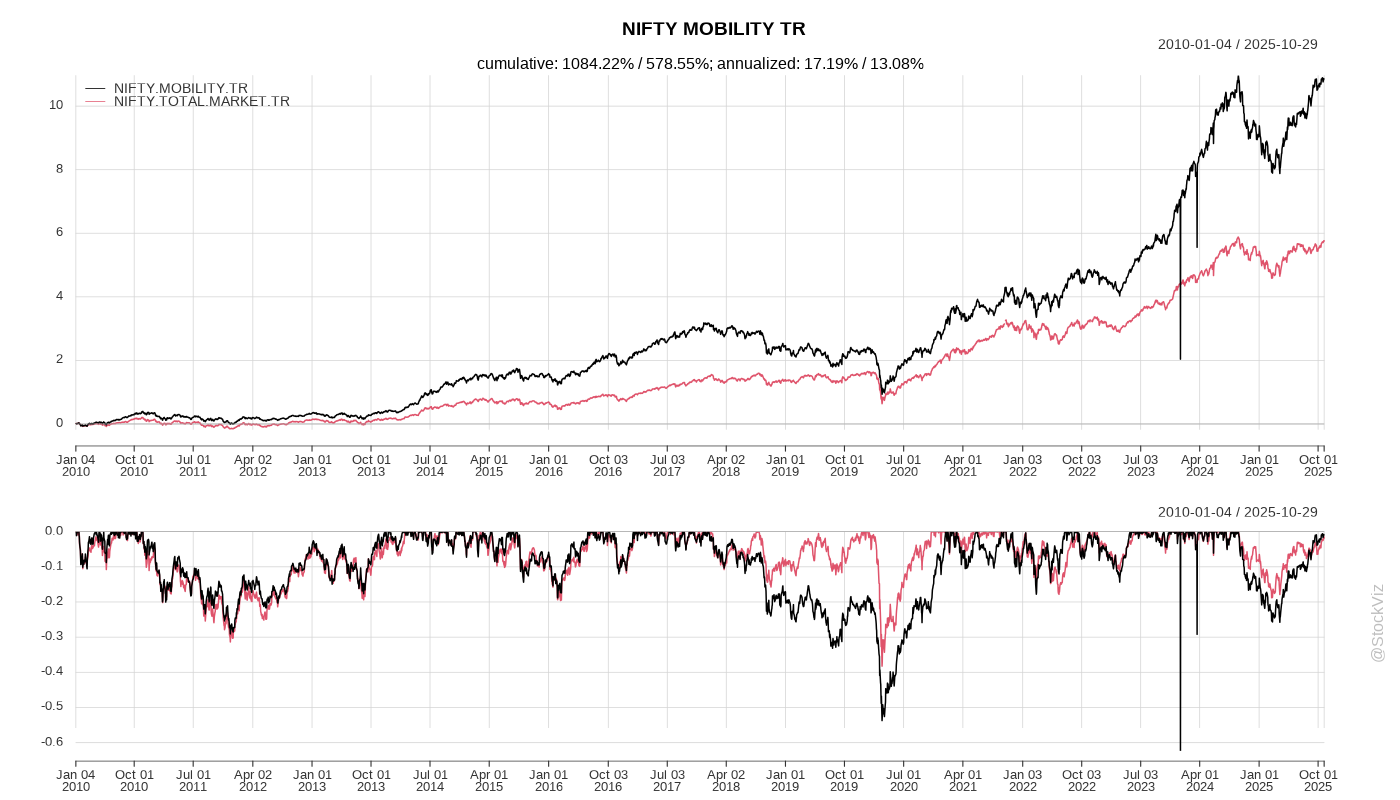 NIFTY MOBILITY TR
2010-01-04 / 2025-10-29
cumulative: 1084.22% / 578.55%; annualized: 17.19% / 13.08%
NIFTY.MOBILITY.TR
NIFTY.TOTAL.MARKET.TR
10
8
6
4
2
0
Jan 04 Oct 01 Jul 01 Apr 02 Jan 01 Oct 01 Jul 01 Apr 01 Jan 01 Oct 03 Jul 03 Apr 02 Jan 01 Oct 01 Jul 01 Apr 01 Jan 03 Oct 03 Jul 03 Apr 01 Jan 01 Oct 01
2010 2010 2011 2012 2013 2013 2014 2015 2016 2016 2017 2018 2019 2019 2020 2021 2022 2022 2023 2024 2025 2025
2010-01-04 / 2025-10-29
0.0
-0.1
-0.2
-0.3
-0.4
-0.5
-0.6
Jan 04 Oct 01 Jul 01 Apr 02 Jan 01 Oct 01 Jul 01 Apr 01 Jan 01 Oct 03 Jul 03 Apr 02 Jan 01 Oct 01 Jul 01 Apr 01 Jan 03 Oct 03 Jul 03 Apr 01 Jan 01 Oct 01
2010 2010 2011 2012 2013 2013 2014 2015 2016 2016 2017 2018 2019 2019 2020 2021 2022 2022 2023 2024 2025 2025
@StockViz